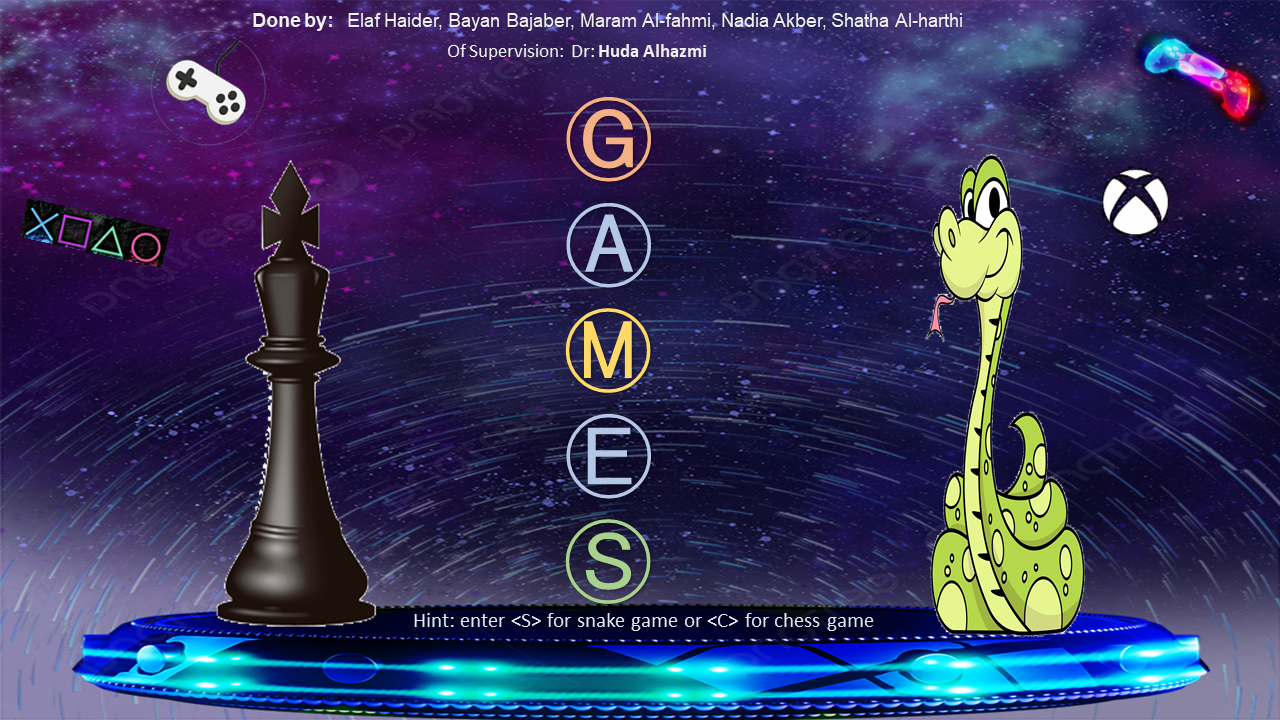 Done by: Elaf Haider, Bayan Bajaber, Maram Al-fahmi, Nadia Akber, Shatha Al-harthi
Of Supervision: Dr: Huda Alhazmi
G
A
M
E
S
Hint: enter <S> for snake game or <C> for chess game